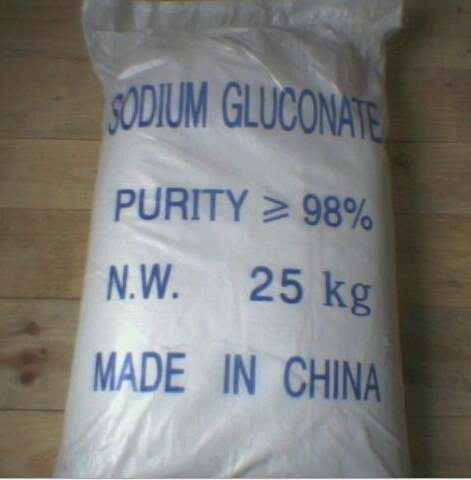 SODIUM GLUCONATE
PURITY ≥ 98%
N.W. 25 kg
MADE IN CHINA